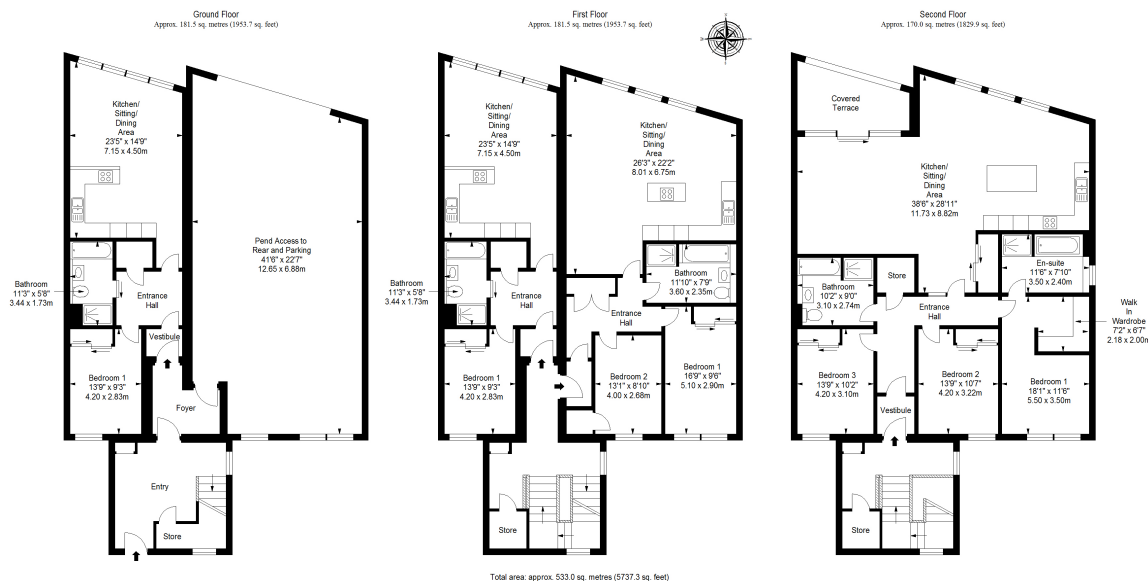 Ground Floor
Approx. 181.5 sq. metres (1953.7 sq. feet)
Kitchen/
Sitting/
Dining
Area
23'5" x 14'9"
7.15 x 4.50m
Pend Access to
Rear and Parking
41'6" x 22'7"
12.65 x 6.88m
Bathroom
11'3" x 5'8"
3.44 x 1.73m
Entrance
Hall
Vestibule
Bedroom 1
13'9" x 9'3"
4.20 x 2.83m
Foyer
Entry
Store
First Floor
Approx. 181.5 sq. metres (1953.7 sq. feet)
Kitchen/
Sitting/
Dining
Area
23'5" x 14'9"
7.15 x 4.50m
Kitchen/
Sitting/
Dining
Area
26'3" x 22'2"
8.01 x 6.75m
Bathroom
11'3" x 5'8"
3.44 x 1.73m
Entrance
Hall
Bathroom
11'10" x 7'9"
3.60 x 2.35m
Entrance
Hall
Bedroom 1
13'9" x 9'3"
4.20 x 2.83m
Bedroom 2
13'1" x 8'10"
4.00 x 2.68m
Bedroom 1
16'9" x 9'6"
5.10 x 2.90m
Store
Second Floor
Approx. 170.0 sq. metres (1829.9 sq. feet)
Covered
Terrace
Kitchen/
Sitting/
Dining
Area
38'6" x 28'11"
11.73 x 8.82m
Bathroom
10'2" x 9'0"
3.10 x 2.74m
Store
En-suite
11'6" x 7'10"
3.50 x 2.40m
Entrance
Hall
Walk
In
Wardrobe
7'2" x 6'7"
2.18 x 2.00m
Bedroom 3
13'9" x 10'2"
4.20 x 3.10m
Bedroom 2
13'9" x 10'7"
4.20 x 3.22m
Bedroom 1
18'1" x 11'6"
5.50 x 3.50m
Vestibule
Store
Total area: approx. 533.0 sq. metres (5737.3 sq. feet)